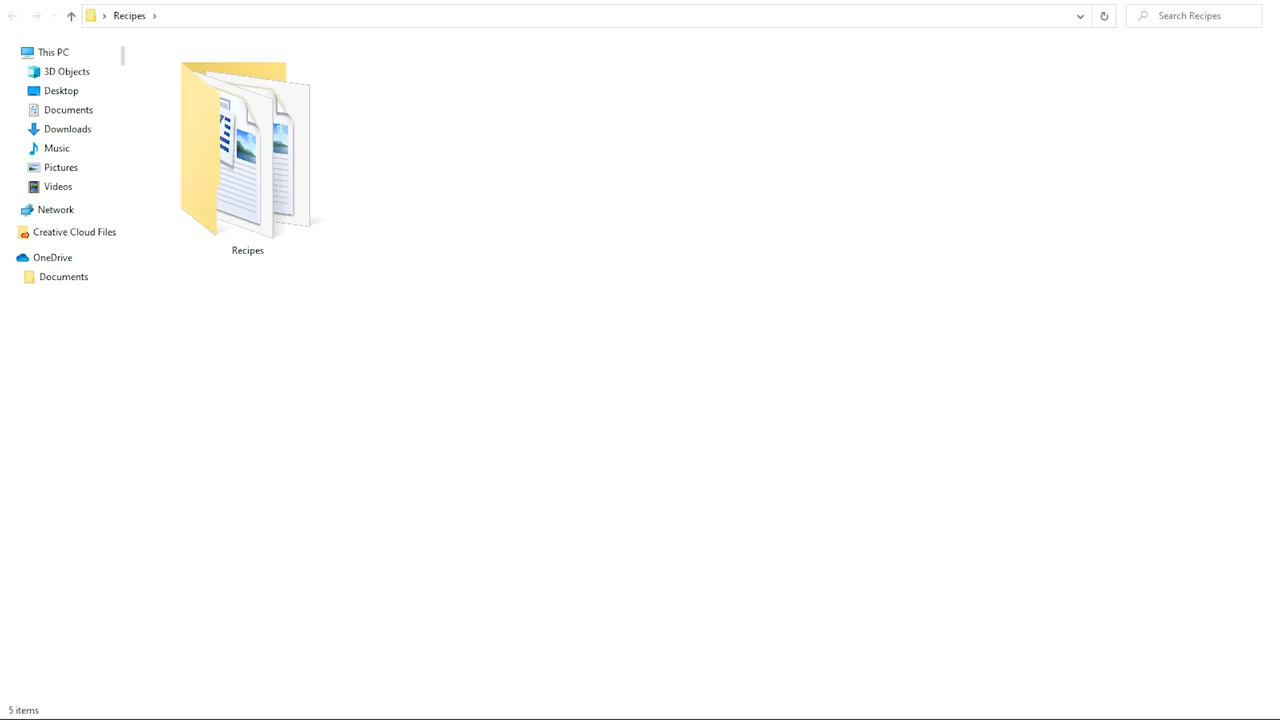 Recipes
Search Recipes
This PC
3D Objects
Desktop
Documents
Downloads
Music
Pictures
Videos
Network
Creative Cloud Files
OneDrive
Documents
Recipes
5 items